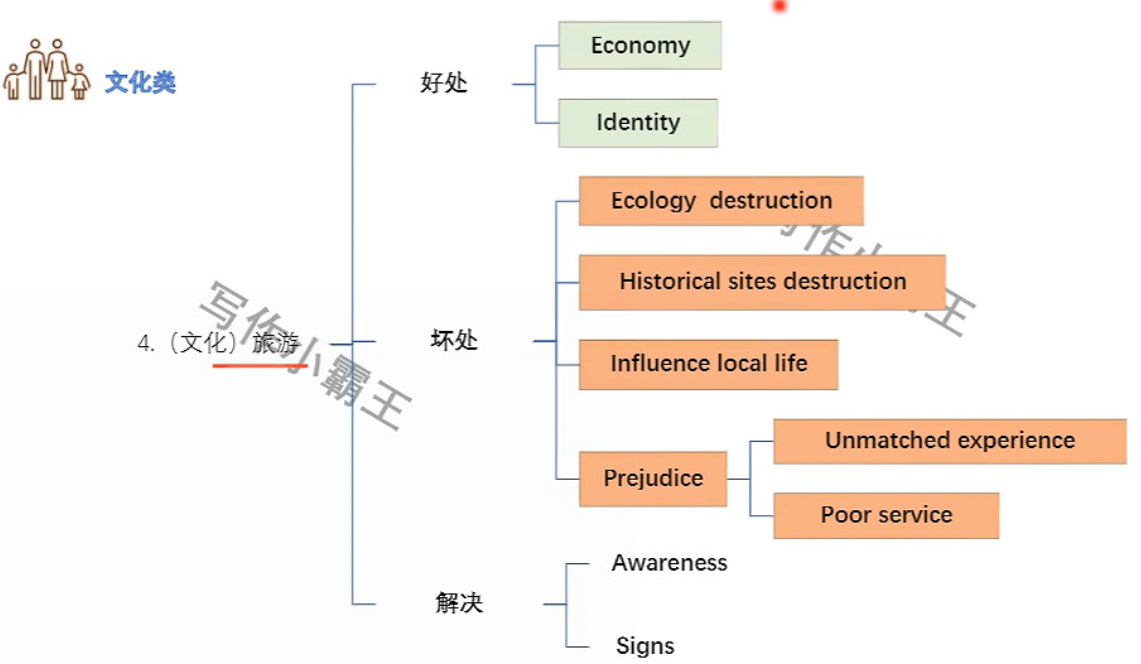 文化类
好处
Economy
Identity
4.（文化）旅游
坏处
Ecology destruction
Historical sites destruction
Influence local life
Prejudice
Unmatched experience
Poor service
解决
Awareness
Signs
写作小霸王
写作小 王